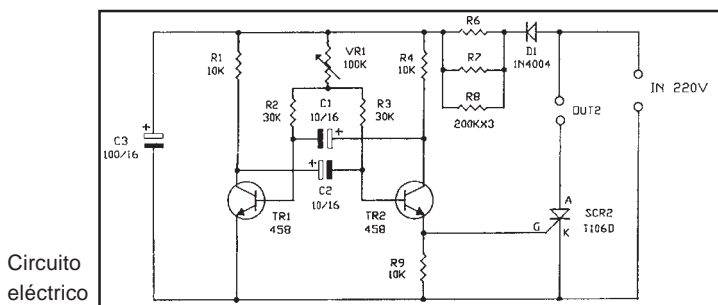 R6
R1
10K
VR1
100K
R4
10K
D1
1N4004
R7
IN 220V
R2
30K
C1
10/16
R3
30K
R8
200KX3
OUT2
+
C3
100/16
+
+
C2
10/16
TR1
458
TR2
458
A
G
K
SCR2
T106D
R9
10K
Circuito
eléctrico